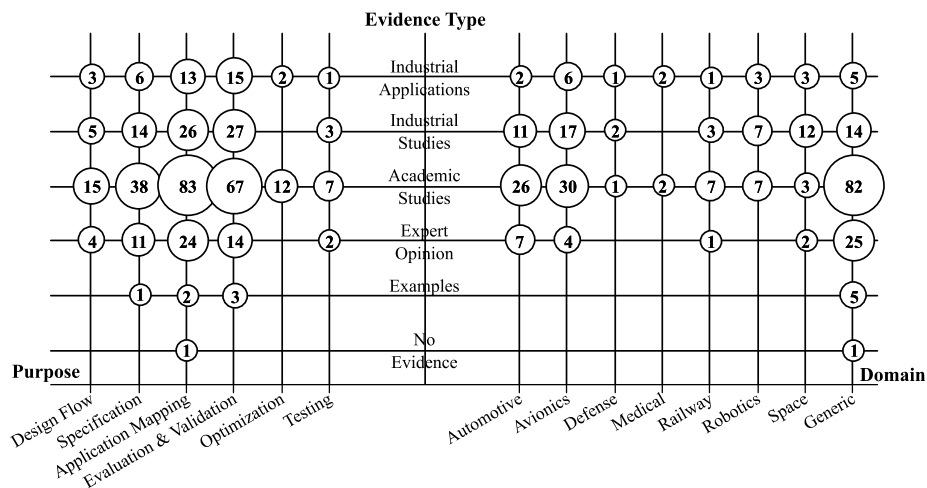 Evidence Type
3 6 13 15 2 1 Industrial 2 6 1 2 1 3 3 5
Applications
5 14 26 27 3 Industrial 11 17 2 3 7 12 14
Studies
15 38 83 67 12 7 Academic 26 30 1 2 7 7 3 82
Studies
4 11 24 14 2 Expert 7 4 1 2 25
Opinion
1 2 3 Examples 5
1 No 1
Evidence
Purpose Domain
Design Flow
Specification
Application Mapping
Evaluation & Validation
Optimization
Testing
Automotive
Avionics
Defense
Medical
Railway
Robotics
Space
Generic